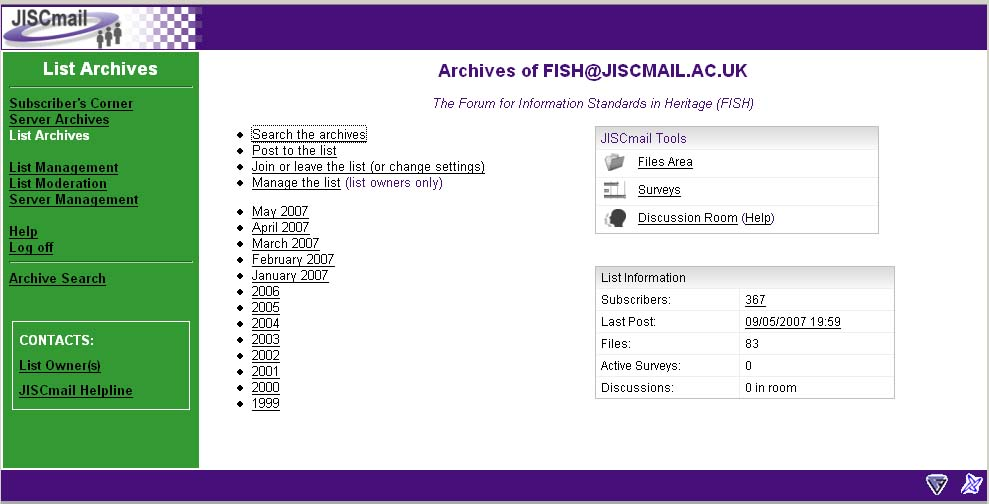 JISCmail
List Archives
Subscriber's Corner
Server Archives
List Archives
List Management
List Moderation
Server Management
Help
Log off
Archive Search
CONTACTS:
List Owner(s)
JISCmail Helpline
Archives of FISH@JISCMAIL.AC.UK
The Forum for Information Standards in Heritage (FISH)
Search the archives
Post to the list
Join or leave the list (or change settings)
Manage the list (list owners only)
May 2007
April 2007
March 2007
February 2007
January 2007
2006
2005
2004
2003
2002
2001
2000
1999
JISCmail Tools
Files Area
Surveys
Discussion Room (Help)
List Information
Subscribers: 367
Last Post: 09/05/2007 19:59
Files: 83
Active Surveys: 0
Discussions: 0 in room